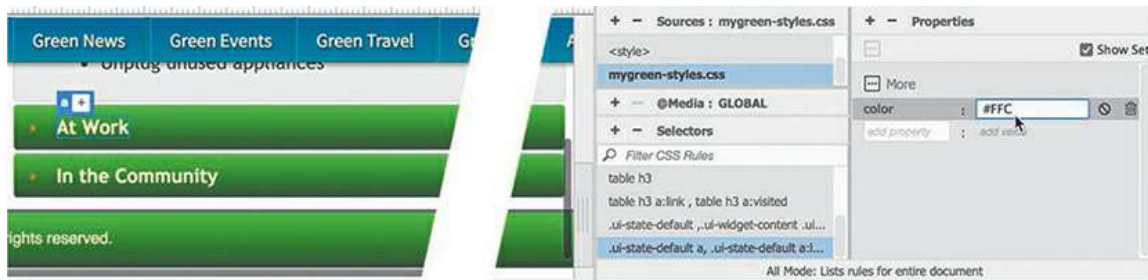 Green News Green Events Green Travel G
Unplug unused appliances
a +
At Work
In the Community
rights reserved.
+ − Sources : mygreen-styles.css
<style>
mygreen-styles.css
+ − @Media : GLOBAL
+ − Selectors
Filter CSS Rules
table h3
table h3 a:link , table h3 a:visited
.ui-state-default ,.ui-widget-content .ui...
.ui-state-default a, .ui-state-default a:l...
+ − Properties
Show Set
More
color : #FFC
add property : add value
All Mode: Lists rules for entire document